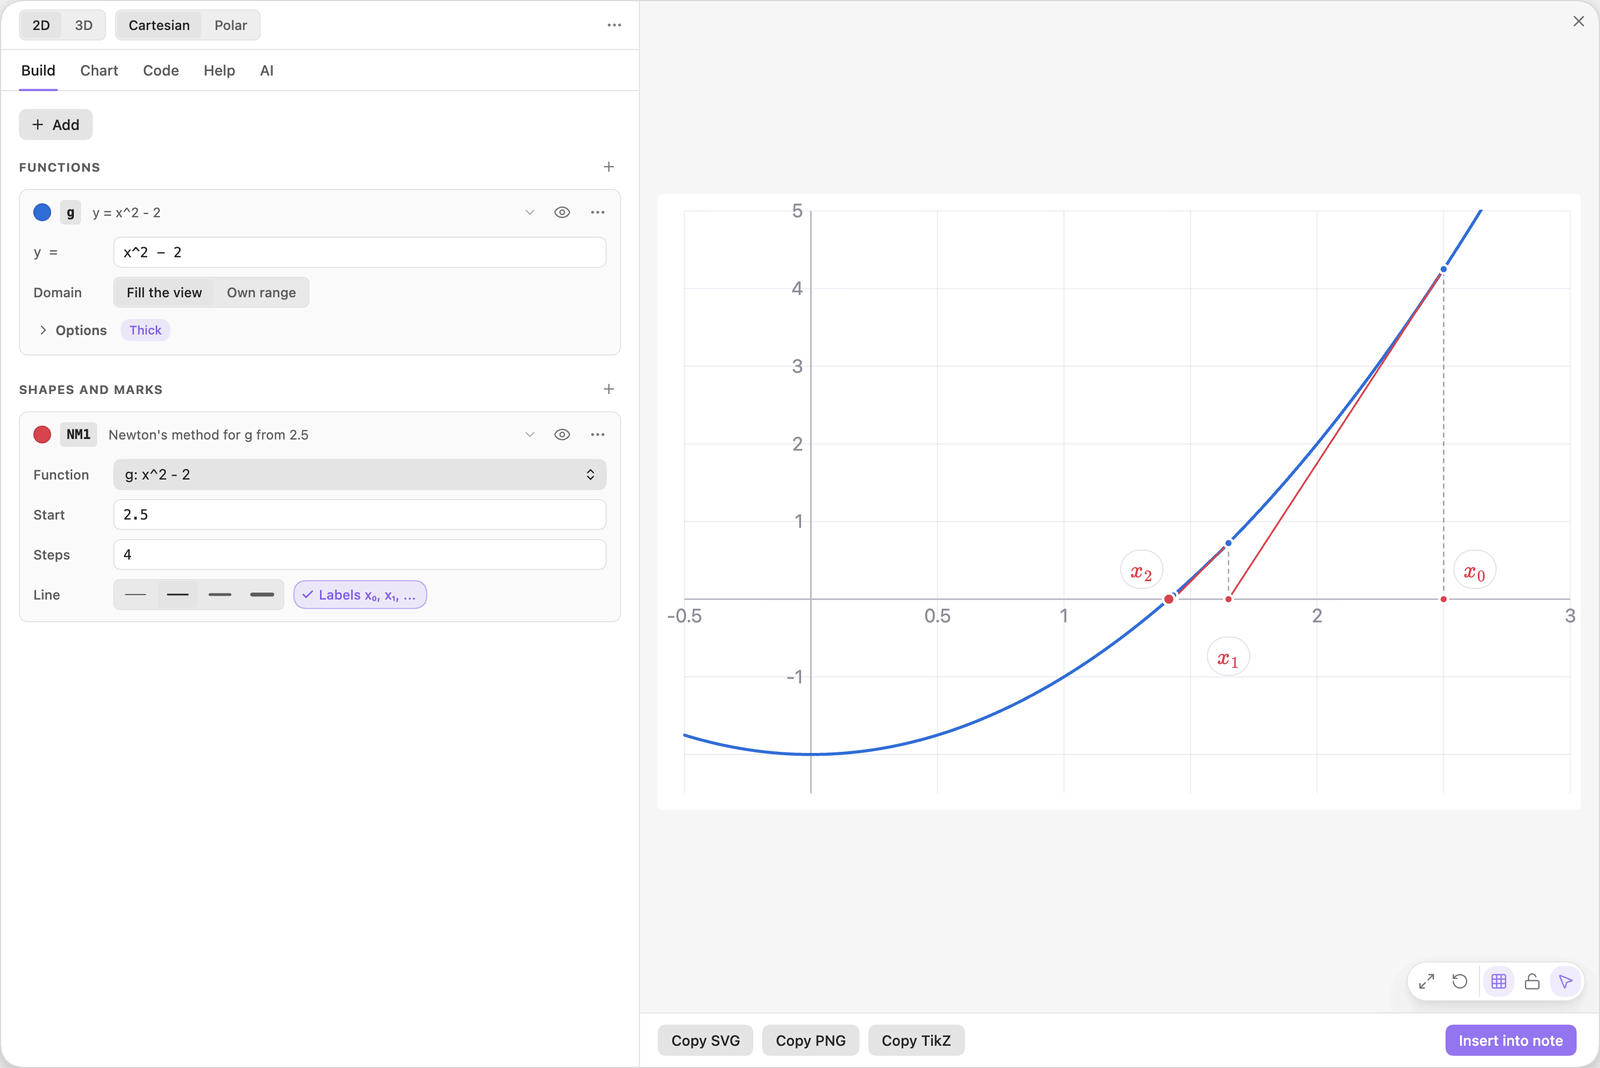 2D 3D Cartesian Polar
Build Chart Code Help AI
+ Add
FUNCTIONS
g y = x^2 - 2
y = x^2 − 2
Domain Fill the view Own range
Options Thick
SHAPES AND MARKS
NM1 Newton's method for g from 2.5
Function g: x^2 - 2
Start 2.5
Steps 4
Line Labels x₀, x₁, ...
5
4
3
2
1
x₂ x₀
-0.5 0.5 1 2 3
x₁
-1
Copy SVG Copy PNG Copy TikZ Insert into note